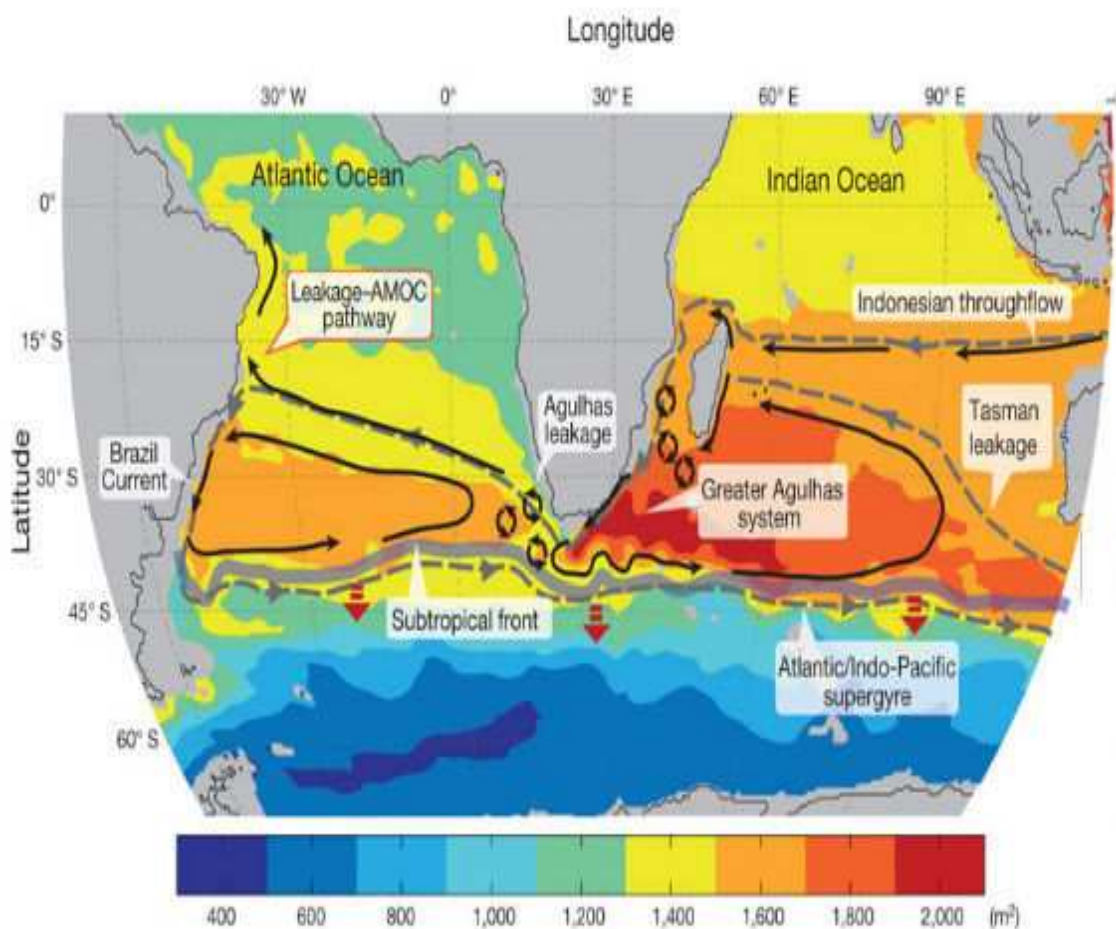 Longitude
30° W 0° 30° E 60° E 90° E
Atlantic Ocean
Indian Ocean
0°
Leakage–AMOC
pathway
Indonesian throughflow
15° S
Agulhas
leakage
Tasman
leakage
Brazil
Current
30° S
Greater Agulhas
system
Latitude
45° S
Subtropical front
Atlantic/Indo-Pacific
supergyre
60° S
400 600 800 1,000 1,200 1,400 1,600 1,800 2,000 (m²)